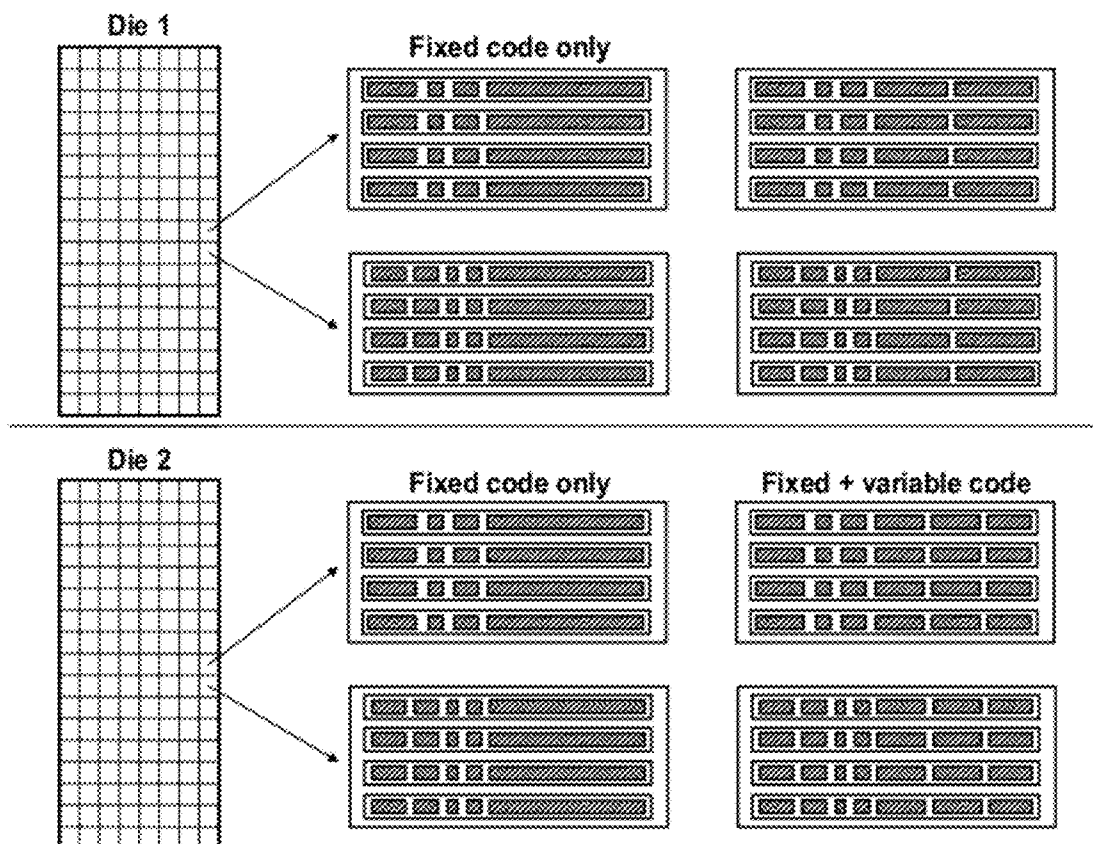 Die 1
Fixed code only
Die 2
Fixed code only
Fixed + variable code